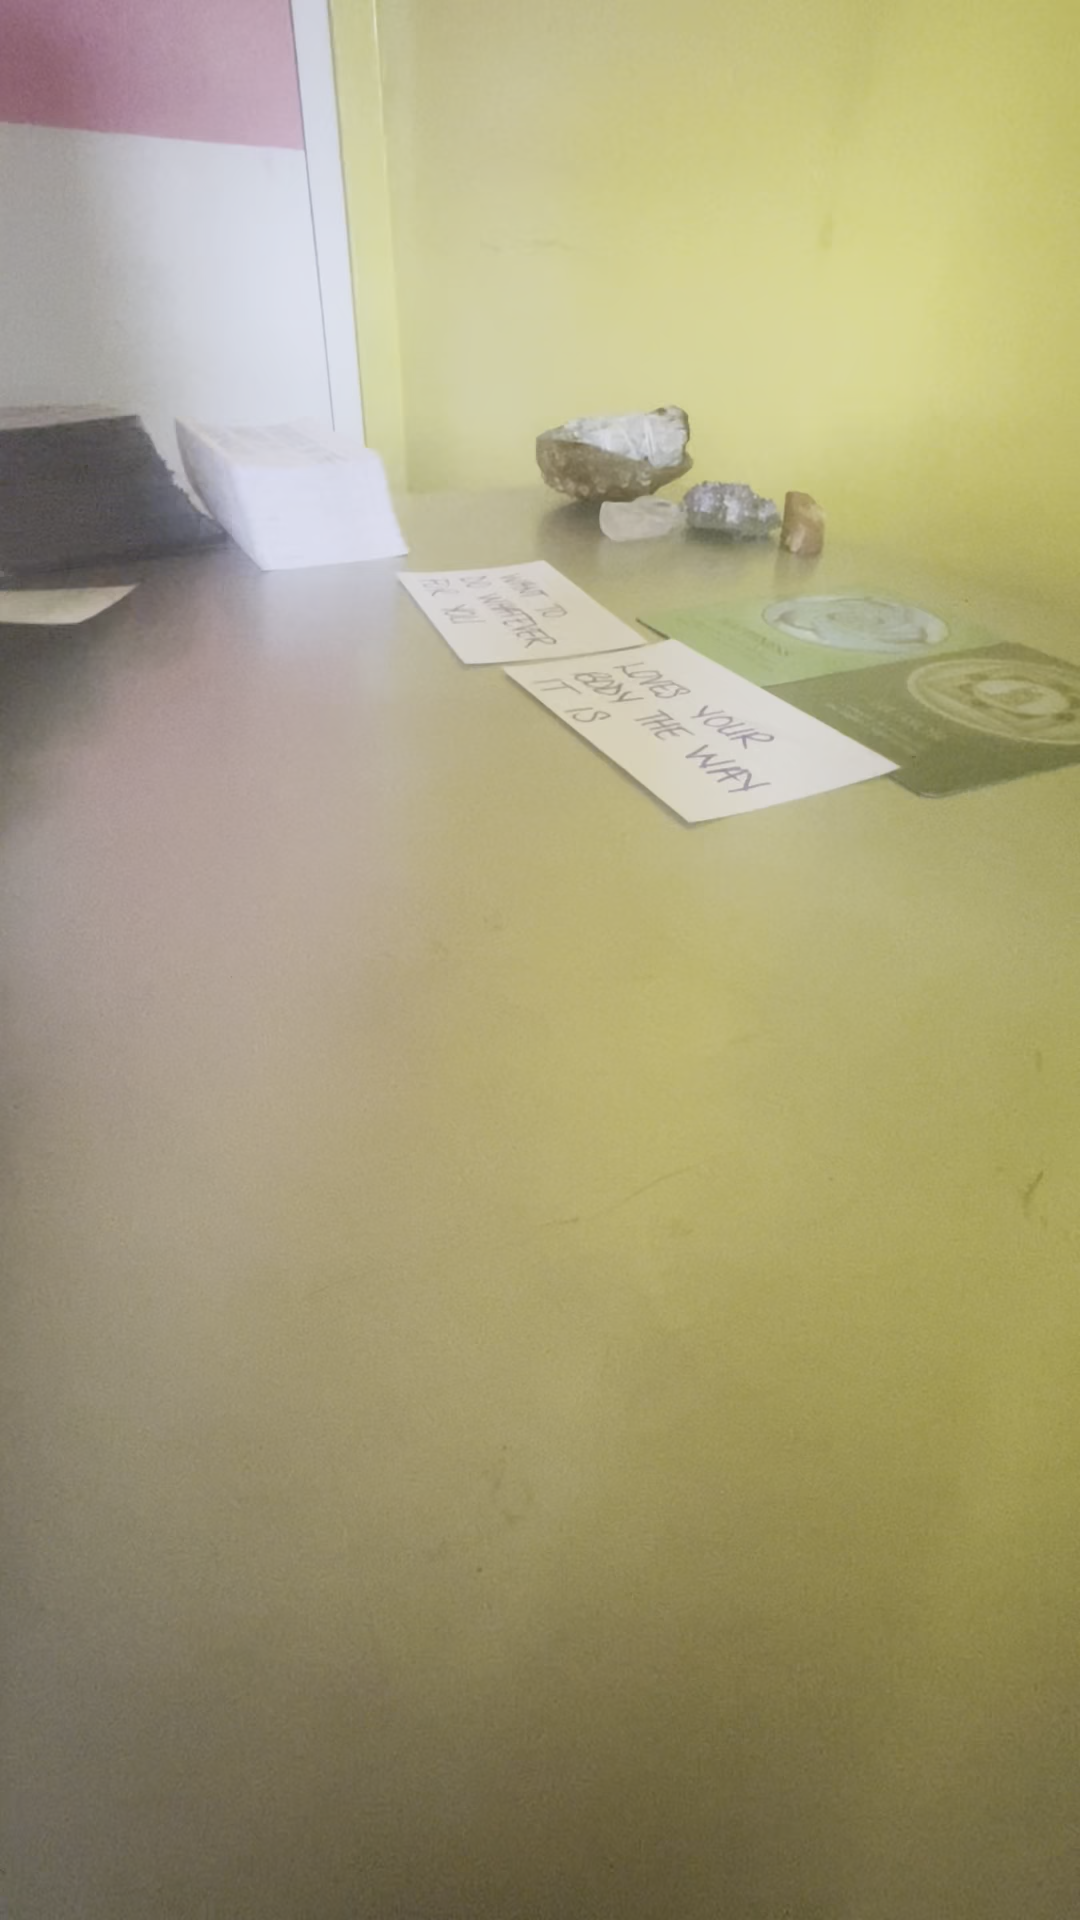 WANT TO
DO WHATEVER
FOR YOU
LOVES YOUR
BODY THE WAY
IT IS